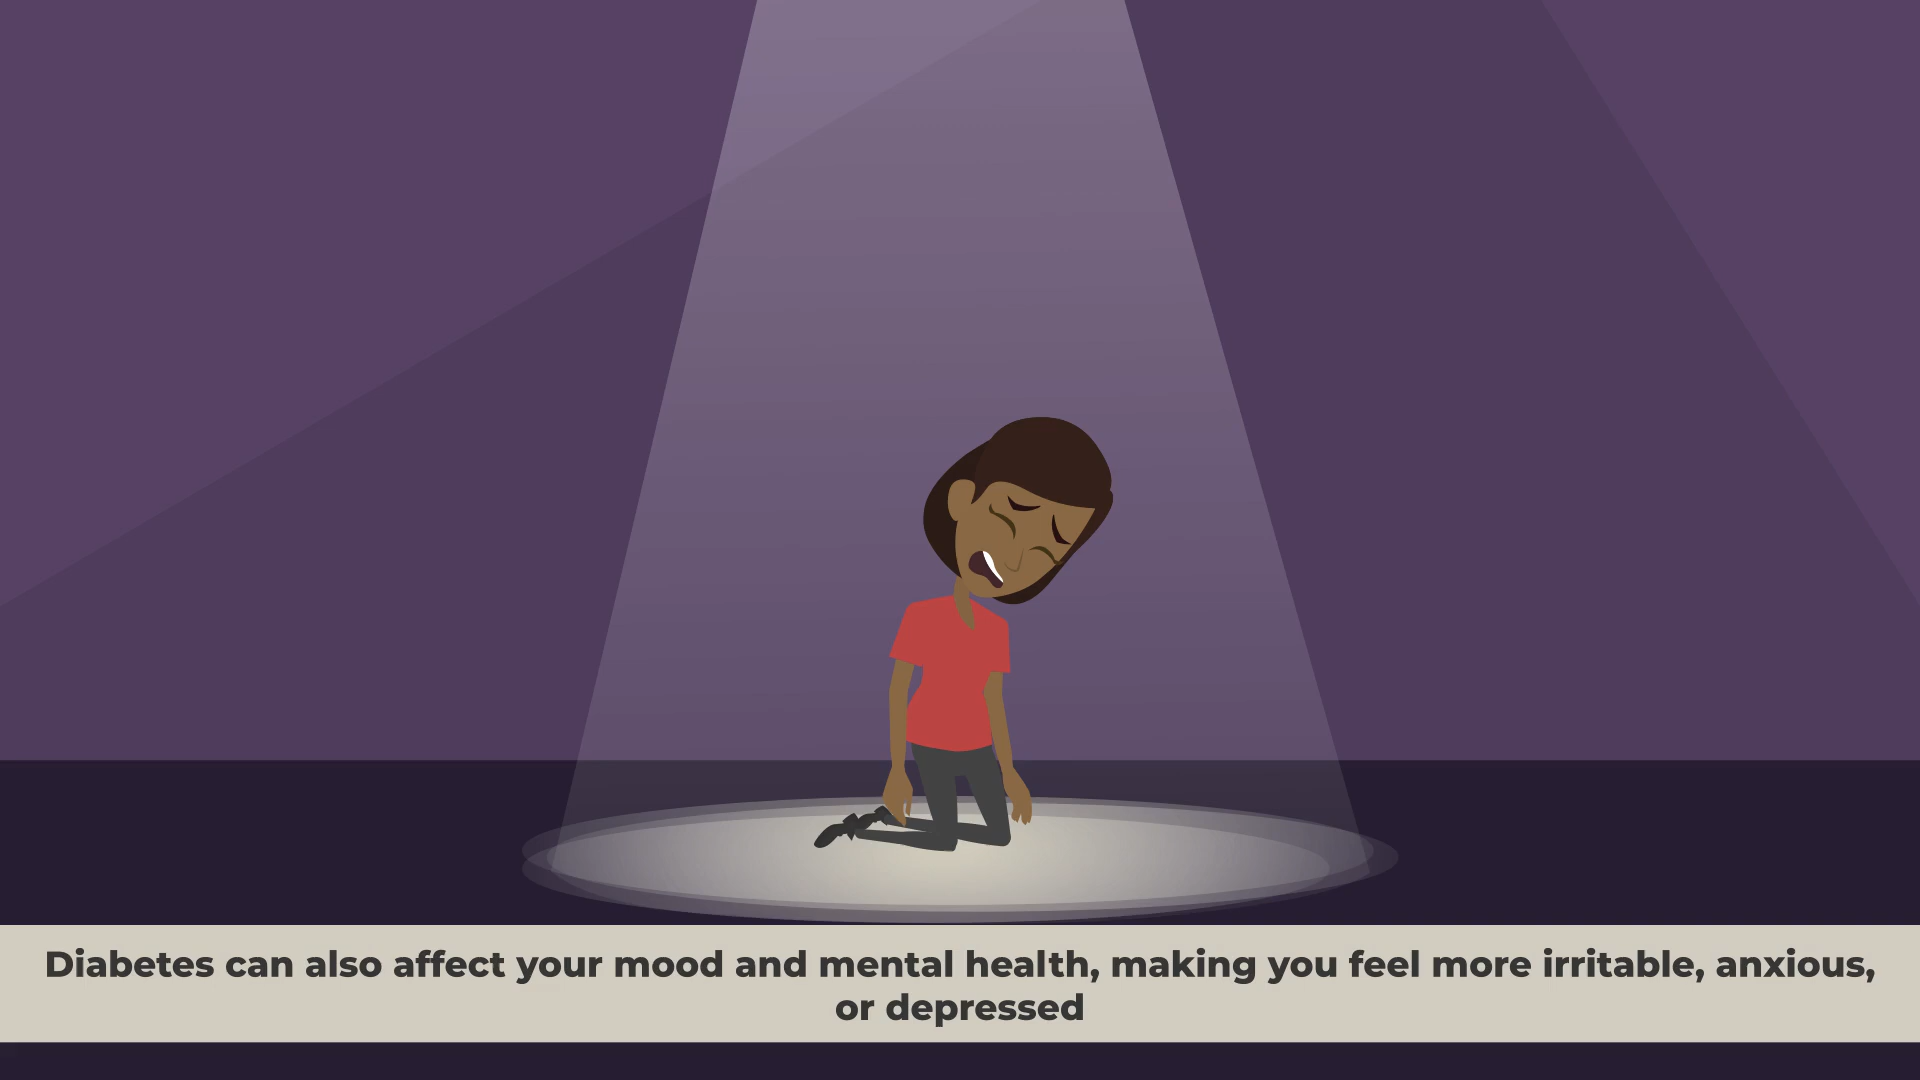 Diabetes can also affect your mood and mental health, making you feel more irritable, anxious,
or depressed